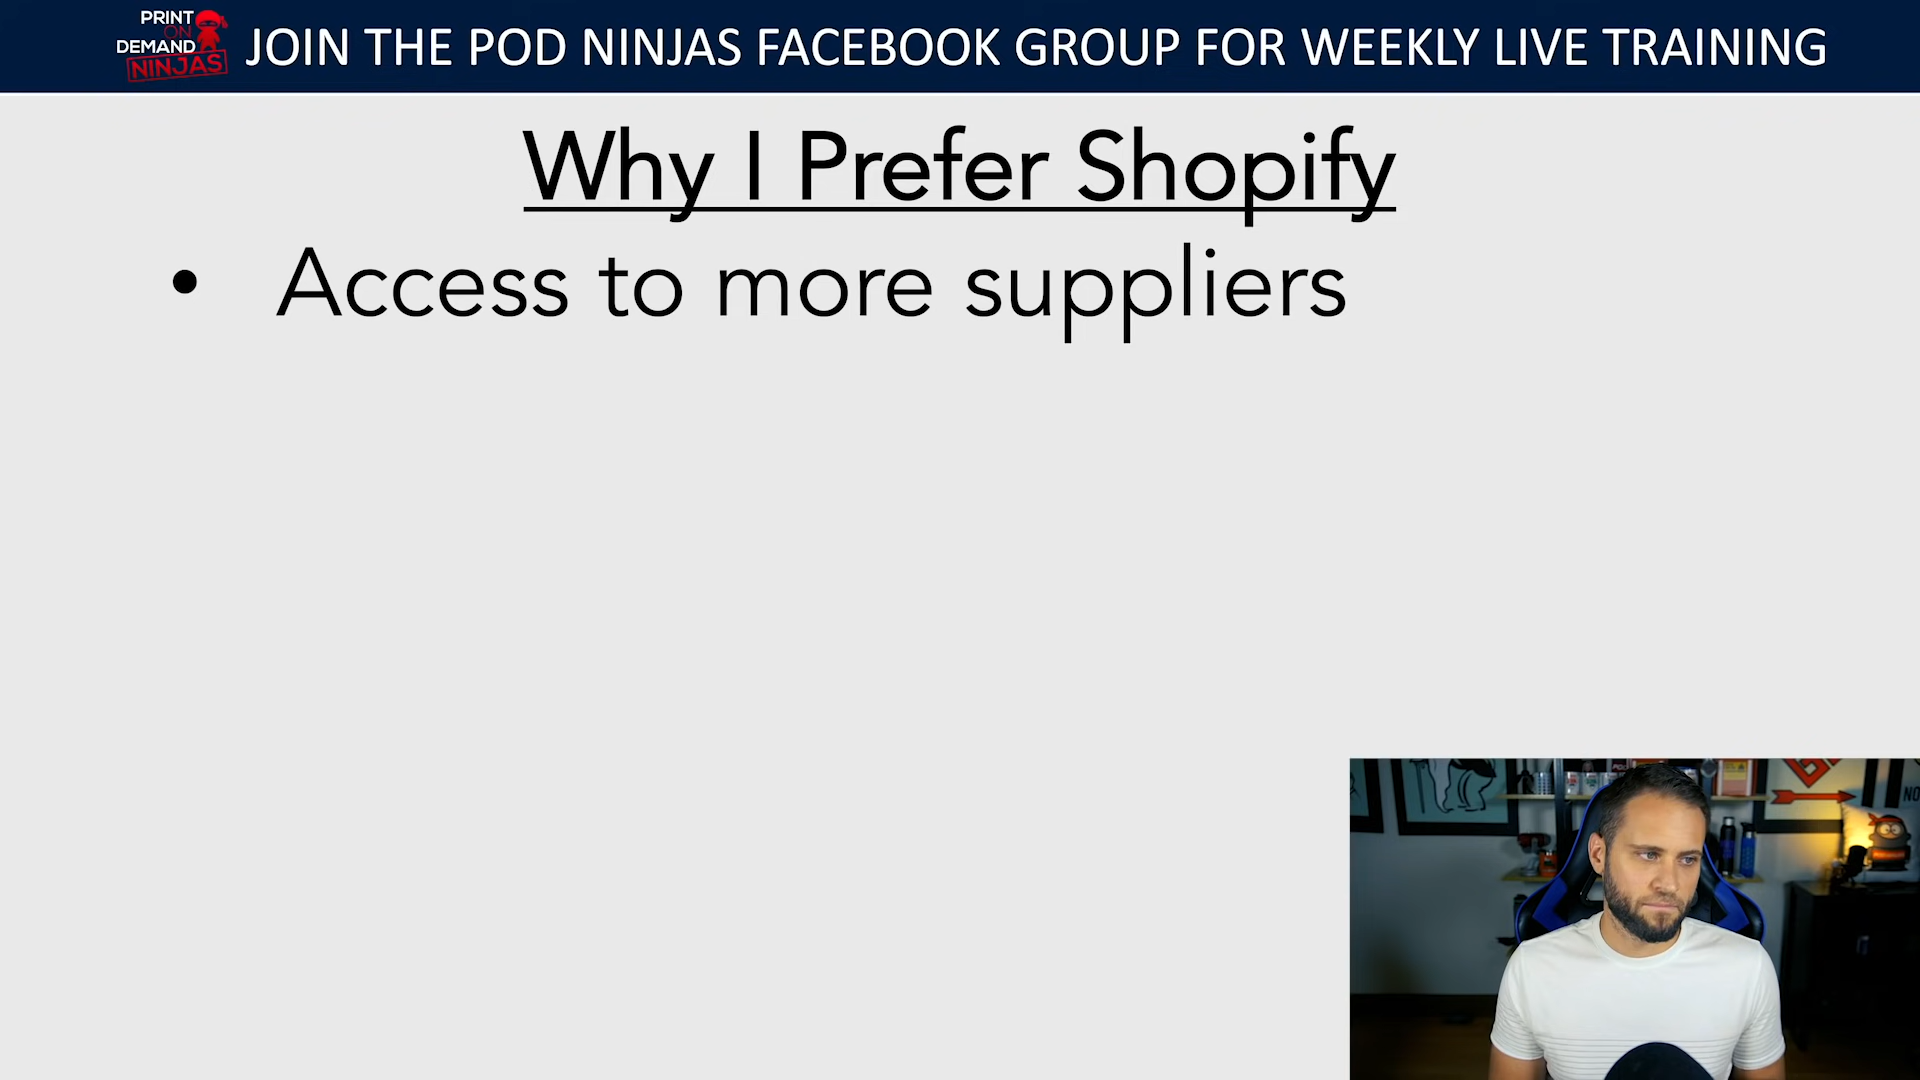 PRINT
ON
DEMAND
NINJAS
JOIN THE POD NINJAS FACEBOOK GROUP FOR WEEKLY LIVE TRAINING
Why I Prefer Shopify
• Access to more suppliers
NO